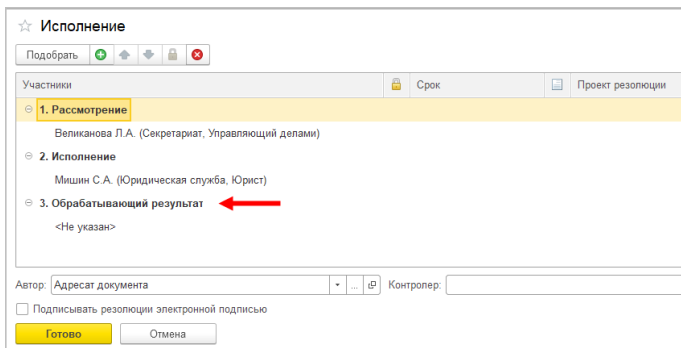 Исполнение
Подобрать
Участники Срок Проект резолюции
1. Рассмотрение
Великанова Л.А. (Секретариат, Управляющий делами)
2. Исполнение
Мишин С.А. (Юридическая служба, Юрист)
3. Обрабатывающий результат
<Не указан>
Автор: Адресат документа ... Контролер:
Подписывать резолюции электронной подписью
Готово Отмена